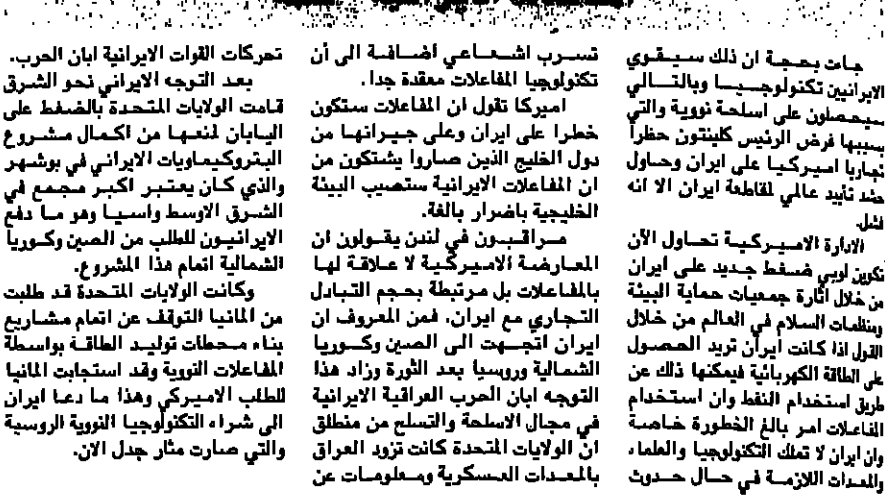 جات بحجة ان ذلك سيقوي
الايرانيين تكنولوجيا وبالتالي
سيحصلون على اسلحة نووية والتي
بسببها فرض الرئيس كلينتون حظرا
تجاريا اميركيا على ايران وحاول
حشد تأييد عالمي لمقاطعة ايران الا انه
فشل.
الادارة الاميركية تحاول الآن
تكوين لوبي ضغط جديد على ايران
من خلال اثارة جمعيات حماية البيئة
ومنظمات السلام في العالم من خلال
القول اذا كانت ايران تريد الحصول
على الطاقة الكهربائية فيمكنها ذلك عن
طريق استخدام النفط وان استخدام
المفاعلات امر بالغ الخطورة خاصة
وان ايران لا تملك التكنولوجيا والعلماء
والمعدات اللازمة في حال حدوث
تسرب اشعاعي أضافة الى أن
تكنولوجيا المفاعلات معقدة جدا.
اميركا تقول ان المفاعلات ستكون
خطرا على ايران وعلى جيرانها من
دول الخليج الذين صاروا يشتكون من
ان المفاعلات الايرانية ستصيب البيئة
الخليجية باضرار بالغة.
مراقبون في لندن يقولون ان
المعارضة الاميركية لا علاقة لها
بالمفاعلات بل مرتبطة بحجم التبادل
التجاري مع ايران. فمن المعروف ان
ايران اتجهت الى الصين وكوريا
الشمالية وروسيا بعد الثورة وزاد هذا
التوجه ابان الحرب العراقية الايرانية
في مجال الاسلحة والتسلح من منطلق
ان الولايات المتحدة كانت تزود العراق
بالمعدات العسكرية ومعلومات عن
تحركات القوات الايرانية ابان الحرب.
بعد التوجه الايراني نحو الشرق
قامت الولايات المتحدة بالضغط على
اليابان لمنعها من اكمال مشروع
البتروكيماويات الايراني في بوشهر
والذي كان يعتبر اكبر مجمع في
الشرق الاوسط واسيا وهو ما دفع
الايرانيون للطلب من الصين وكوريا
الشمالية اتمام هذا المشروع.
وكانت الولايات المتحدة قد طلبت
من المانيا التوقف عن اتمام مشاريع
بناء محطات توليد الطاقة بواسطة
المفاعلات النووية وقد استجابت المانيا
للطلب الاميركي وهذا ما دعا ايران
الى شراء التكنولوجيا النووية الروسية
والتي صارت مثار جدل الان.